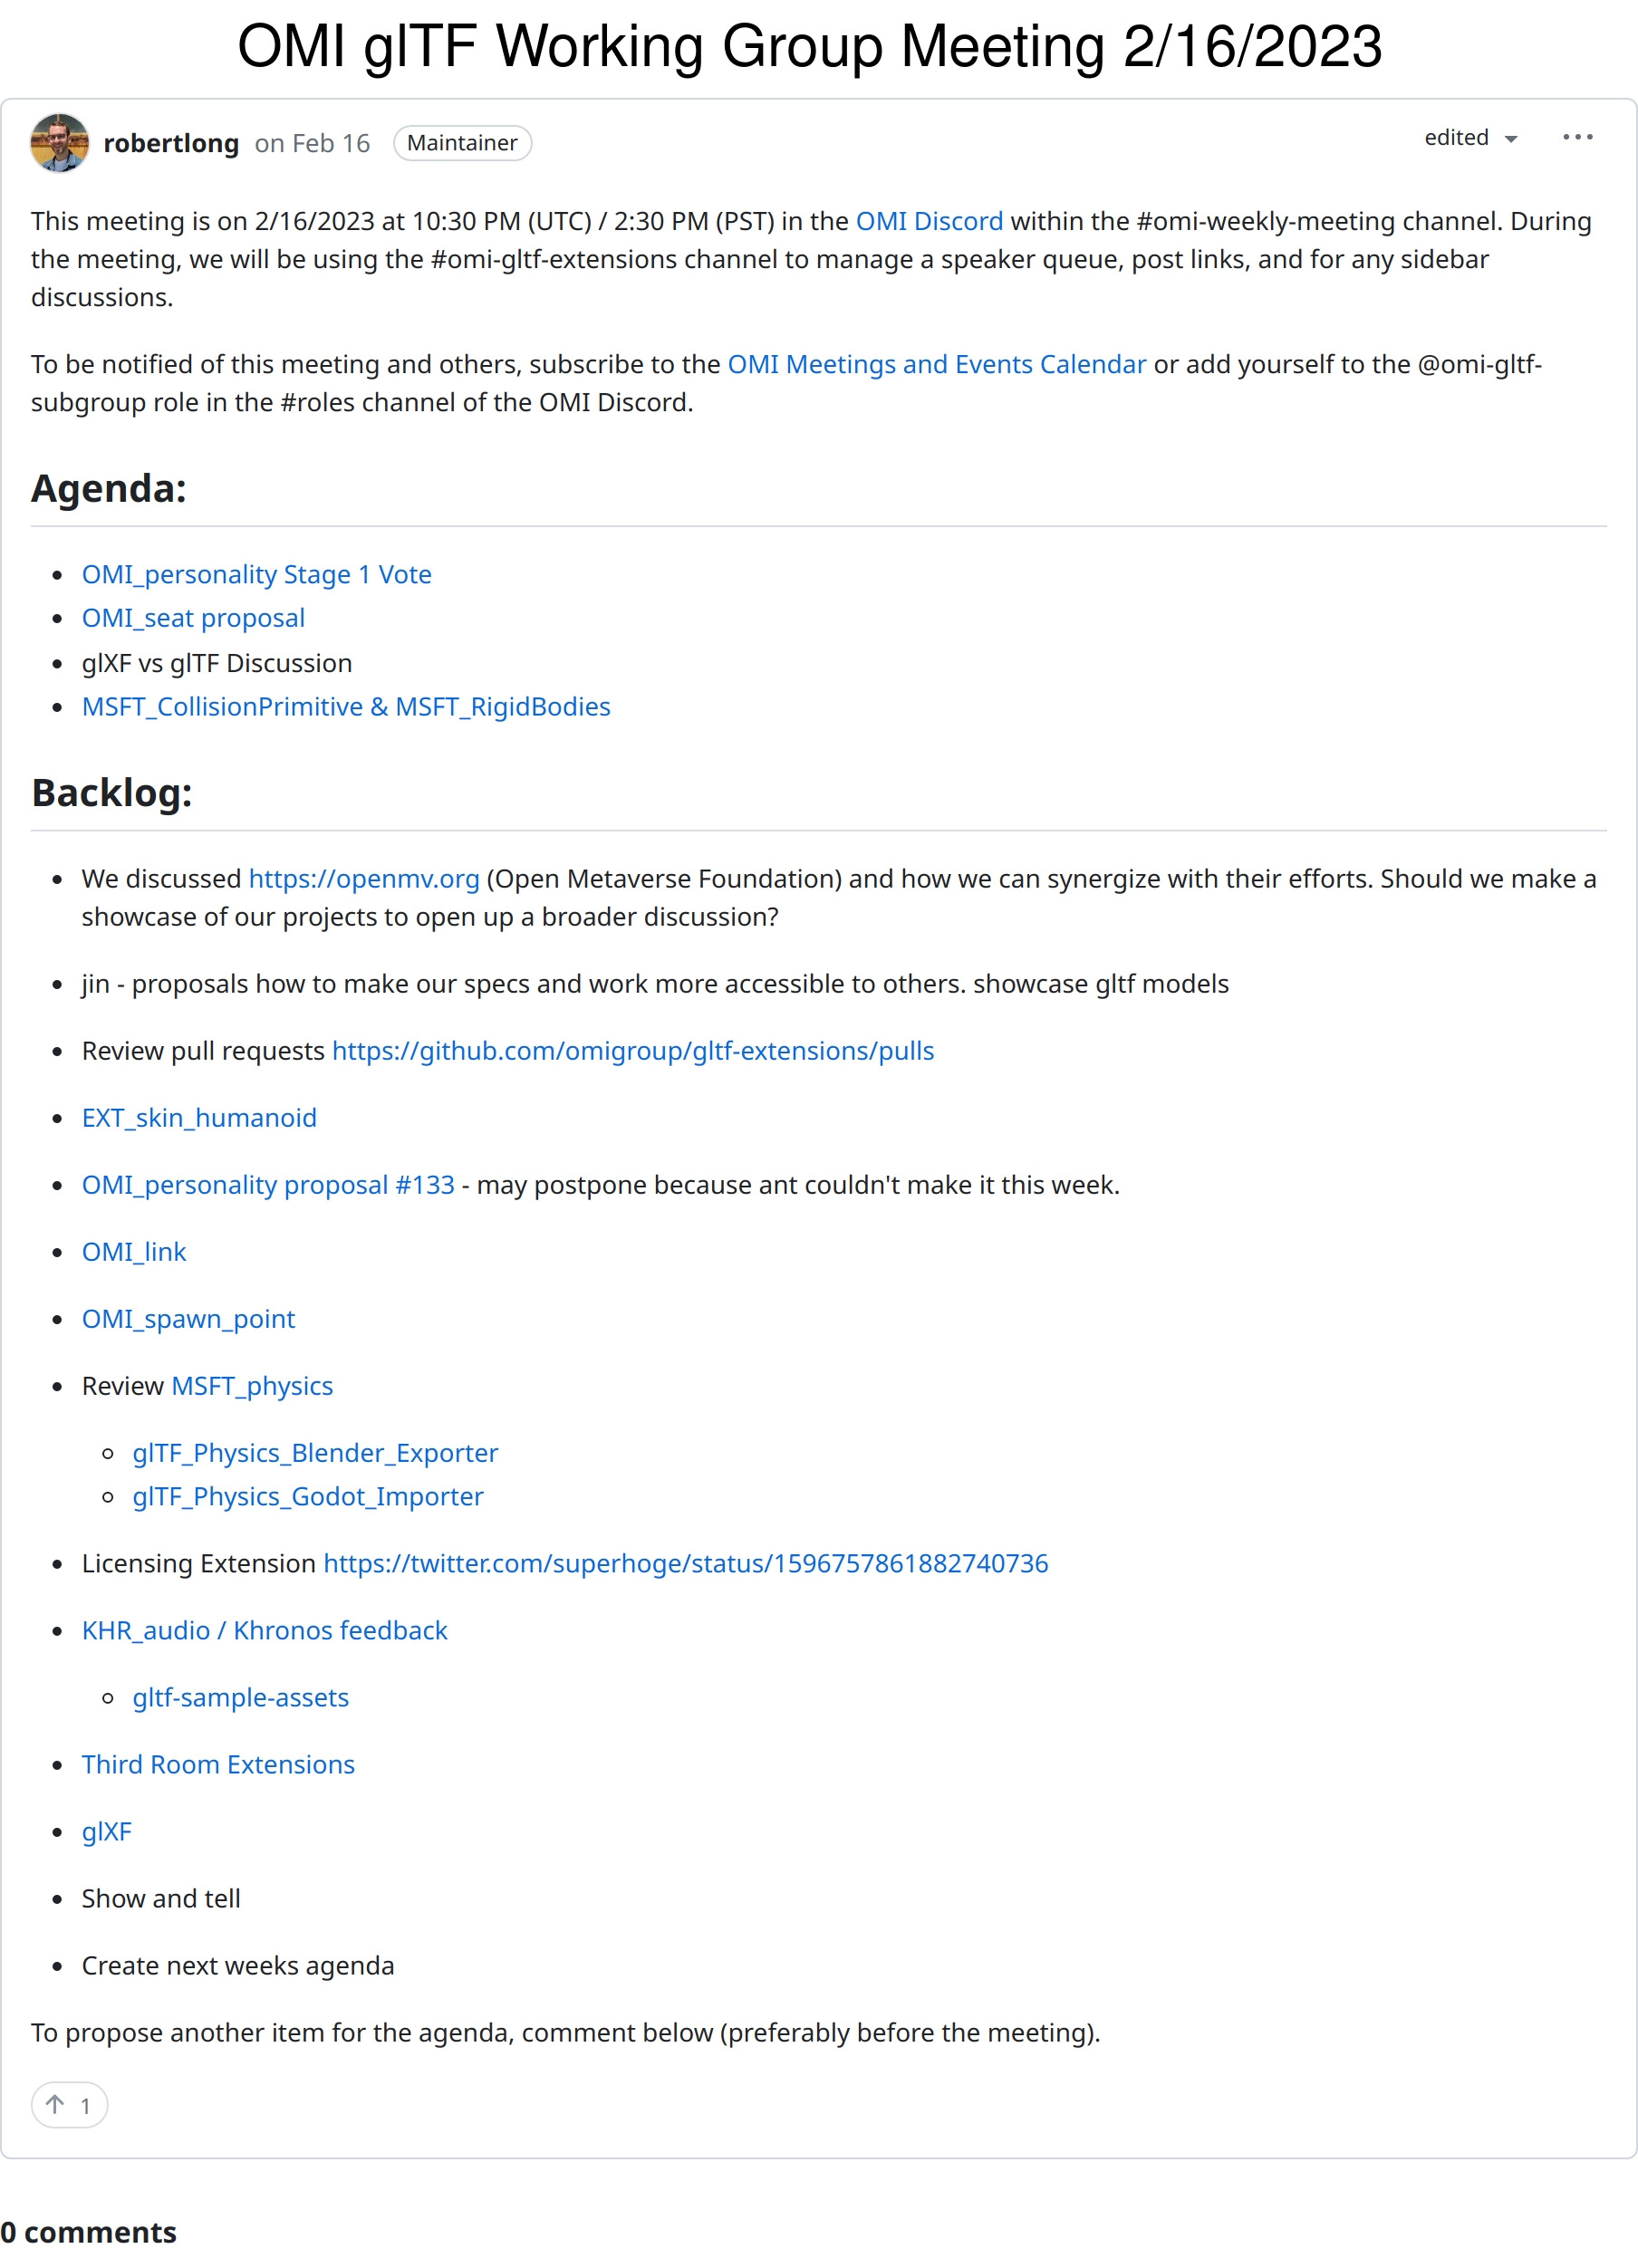 OMI glTF Working Group Meeting 2/16/2023
robertlong on Feb 16 Maintainer edited
This meeting is on 2/16/2023 at 10:30 PM (UTC) / 2:30 PM (PST) in the OMI Discord within the #omi-weekly-meeting channel. During
the meeting, we will be using the #omi-gltf-extensions channel to manage a speaker queue, post links, and for any sidebar
discussions.
To be notified of this meeting and others, subscribe to the OMI Meetings and Events Calendar or add yourself to the @omi-gltf-
subgroup role in the #roles channel of the OMI Discord.
Agenda:
OMI_personality Stage 1 Vote
OMI_seat proposal
glXF vs glTF Discussion
MSFT_CollisionPrimitive & MSFT_RigidBodies
Backlog:
We discussed https://openmv.org (Open Metaverse Foundation) and how we can synergize with their efforts. Should we make a
showcase of our projects to open up a broader discussion?
jin - proposals how to make our specs and work more accessible to others. showcase gltf models
Review pull requests https://github.com/omigroup/gltf-extensions/pulls
EXT_skin_humanoid
OMI_personality proposal #133 - may postpone because ant couldn't make it this week.
OMI_link
OMI_spawn_point
Review MSFT_physics
glTF_Physics_Blender_Exporter
glTF_Physics_Godot_Importer
Licensing Extension https://twitter.com/superhoge/status/1596757861882740736
KHR_audio / Khronos feedback
gltf-sample-assets
Third Room Extensions
glXF
Show and tell
Create next weeks agenda
To propose another item for the agenda, comment below (preferably before the meeting).
1
0 comments